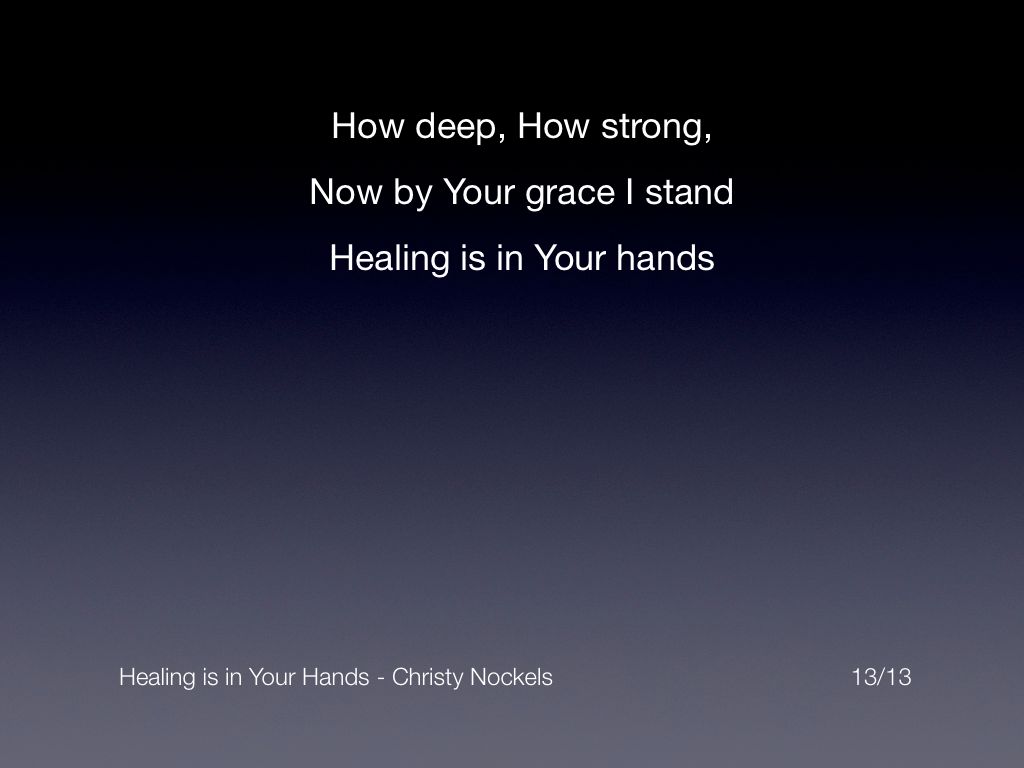 How deep, How strong,
Now by Your grace I stand
Healing is in Your hands
Healing is in Your Hands - Christy Nockels
13/13